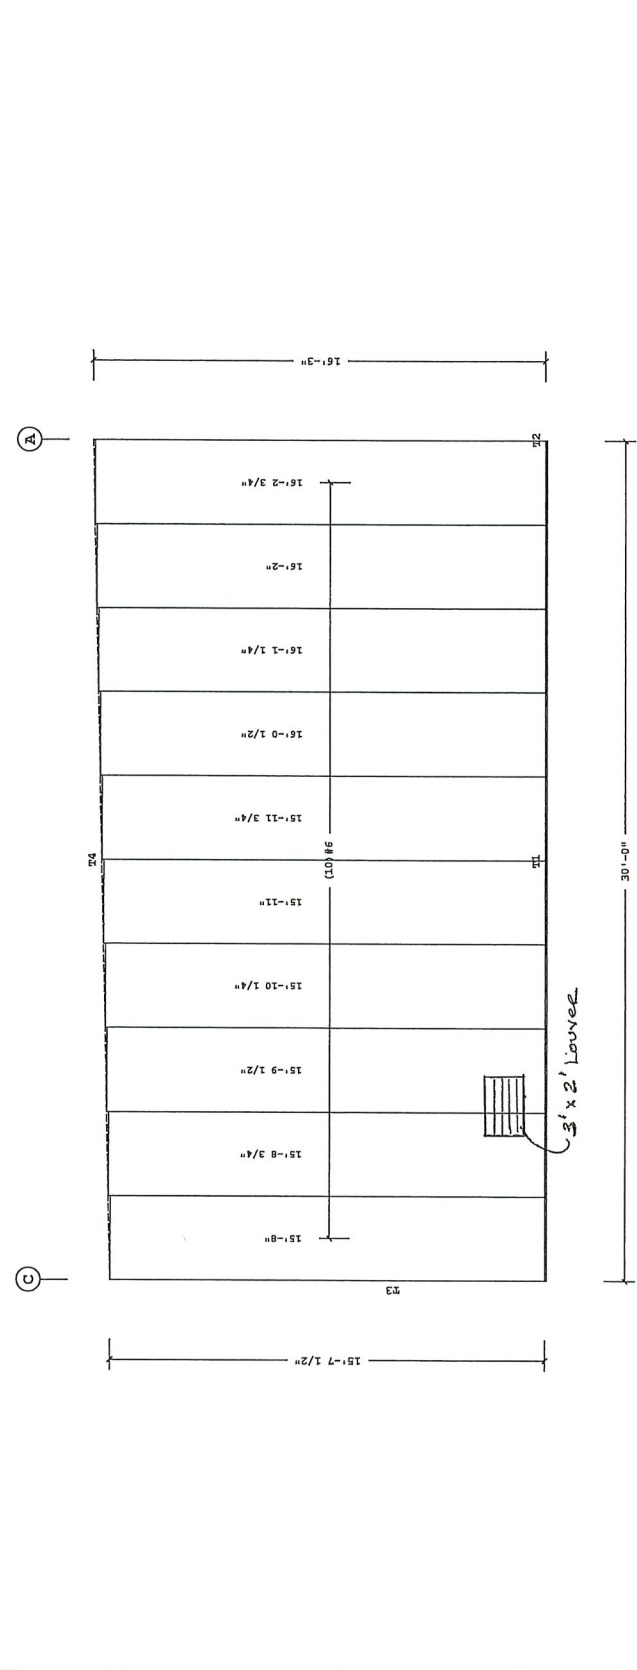 16'-3"
A
T2
16'-2 3/4"
16'-2"
16'-1 1/4"
16'-0 1/2"
15'-11 3/4"
T4
(10)#6
T1
30'-0"
15'-11"
15'-10 1/4"
15'-9 1/2"
3' x 2' Louver
15'-8 3/4"
15'-8"
C
T3
15'-7 1/2"